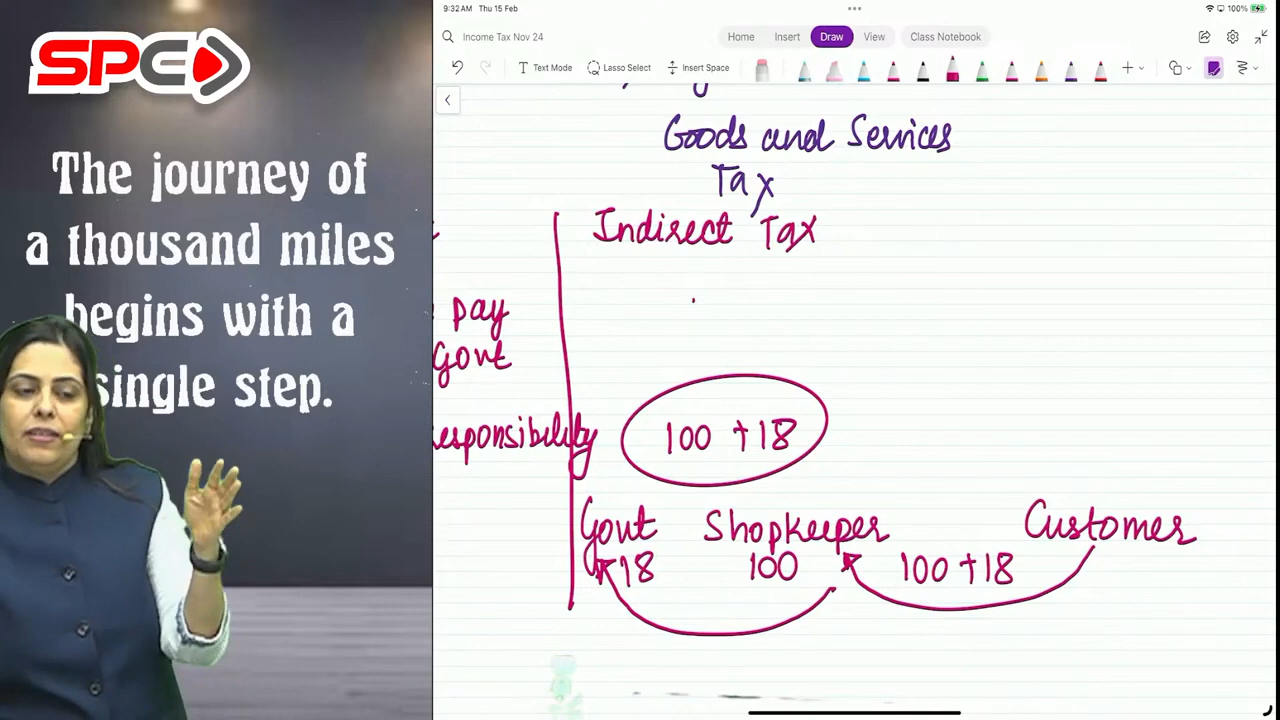 SPE
The journey of
a thousand miles
begins with a
single step.
9:32 AM Thu 15 Feb
100%
Income Tax Nov 24
Home Insert Draw View Class Notebook
Text Mode Lasso Select Insert Space
Goods and Services
Tax
Indirect Tax
pay
Govt
responsibility
100 + 18
Govt Shopkeeper Customer
18 100 100 + 18